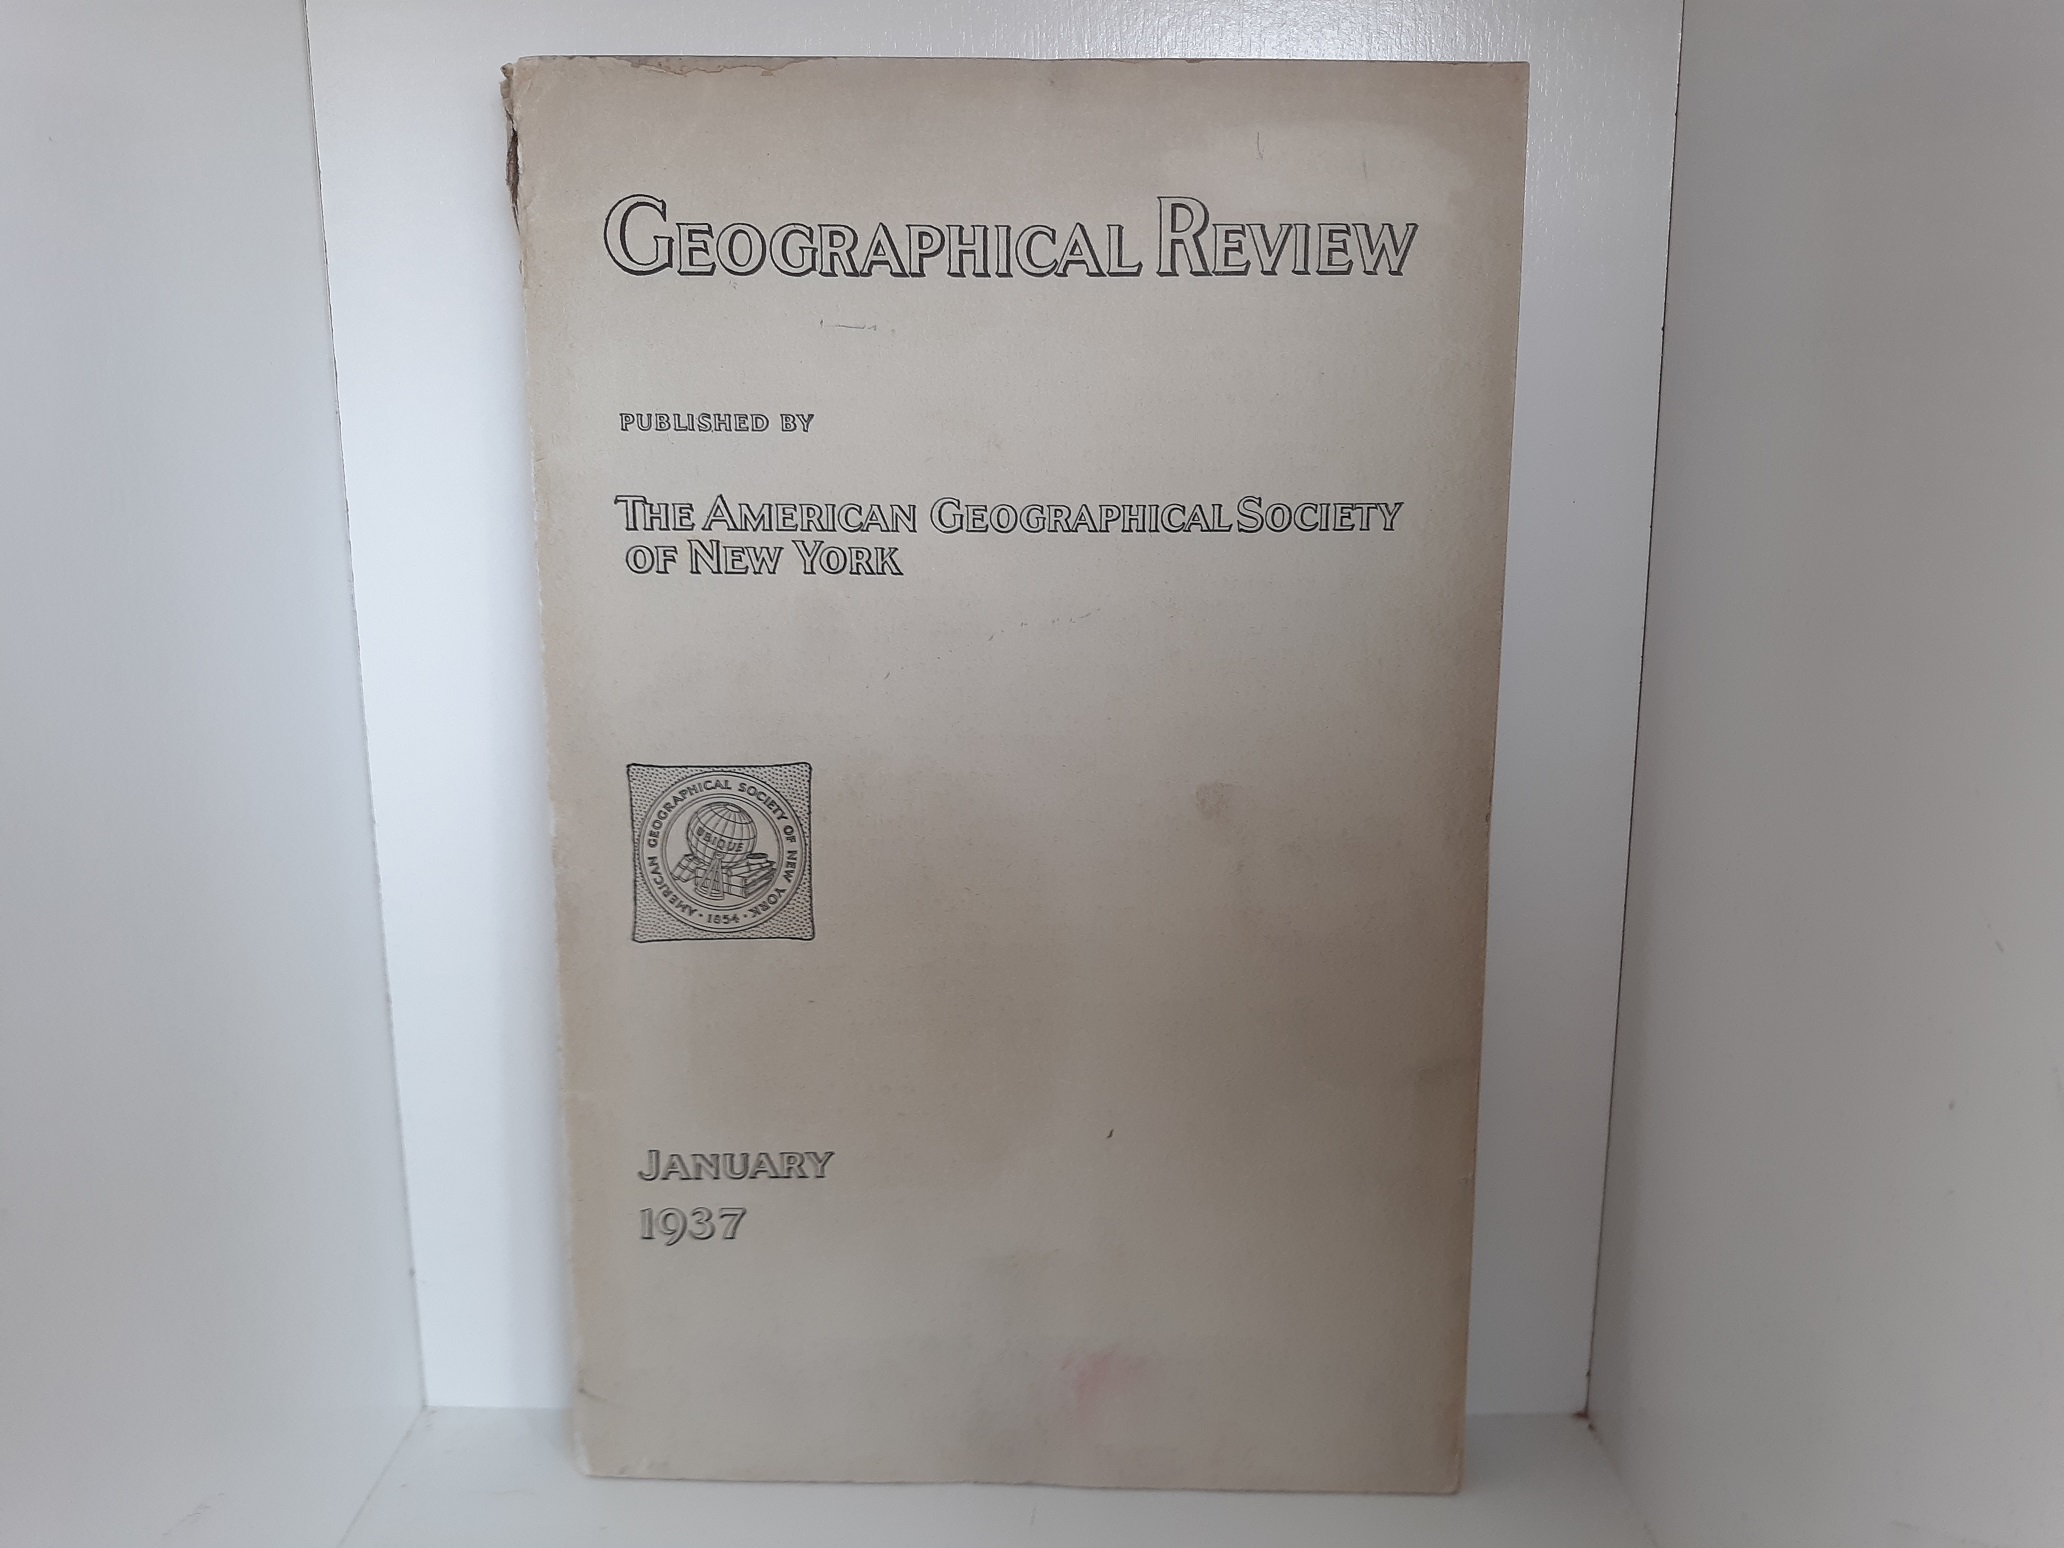 GEOGRAPHICAL REVIEW
PUBLISHED BY
THE AMERICAN GEOGRAPHICAL SOCIETY
OF NEW YORK
AMERICAN GEOGRAPHICAL SOCIETY OF NEW YORK
UBIQUE
· 1854 ·
JANUARY
1937